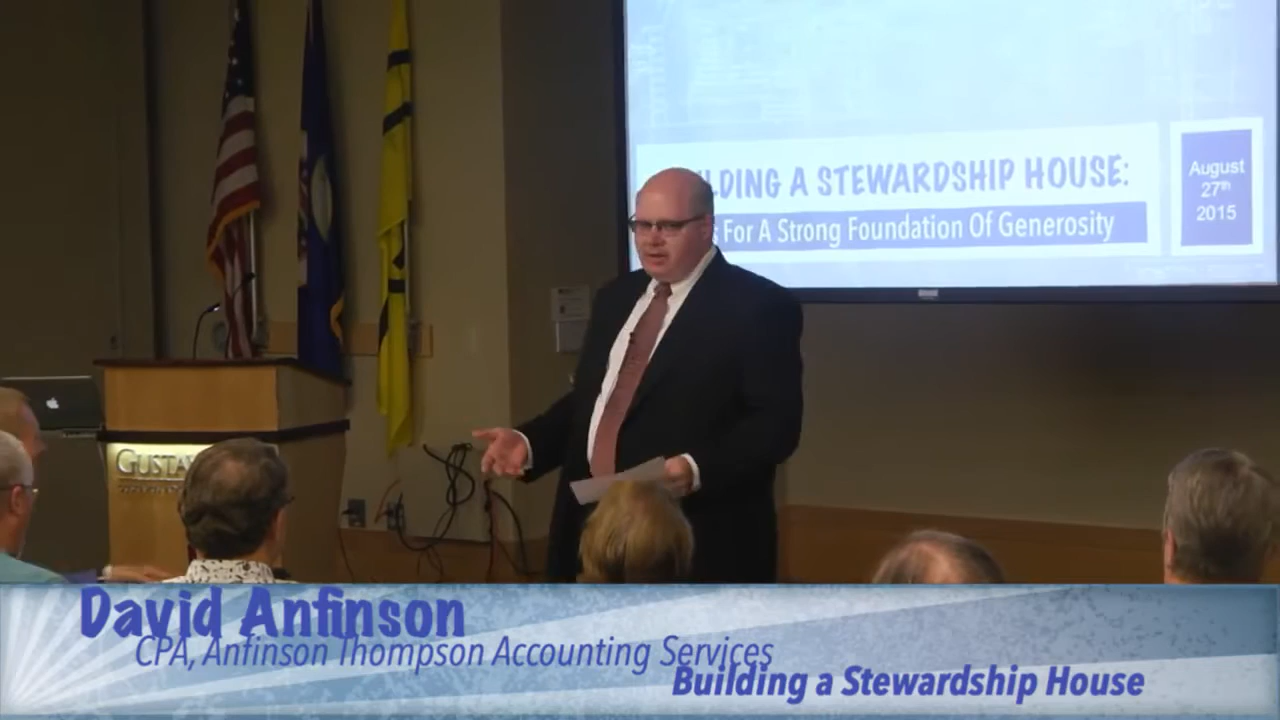 LDING A STEWARDSHIP HOUSE:
For A Strong Foundation Of Generosity
August
27th
2015
David Anfinson
CPA, Anfinson Thompson Accounting Services
Building a Stewardship House